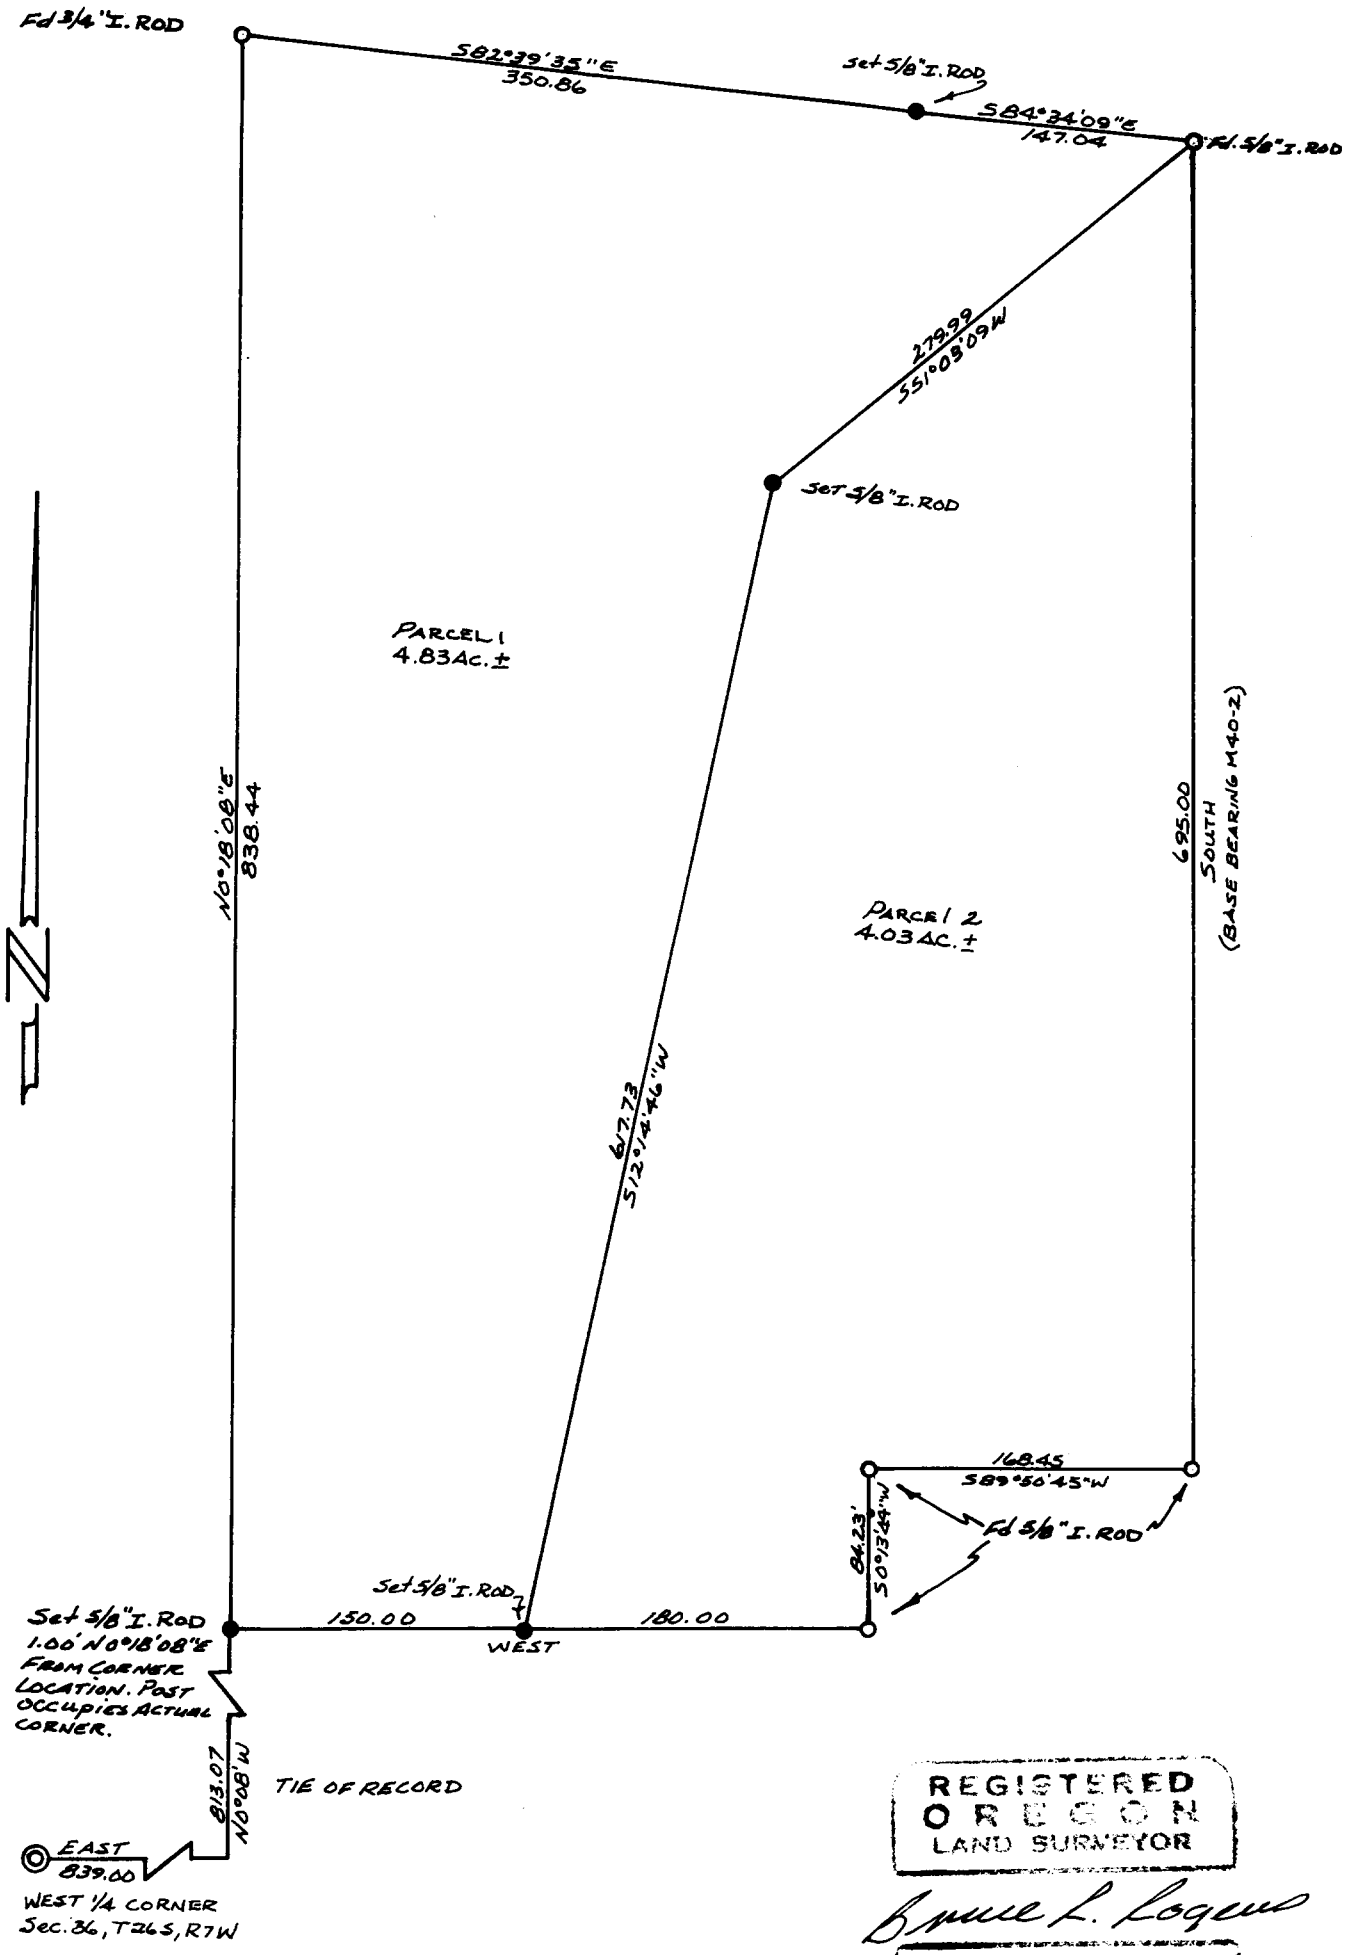 Fd 3/4" I. ROD
S82°39'35"E
350.86
set 5/8" I. ROD
S84°34'09"E
147.04
Fd. 5/8" I. ROD
279.99
S51°03'09W
Set 5/8" I. ROD
PARCEL 1
4.83 AC. ±
N0°18'08"E
838.44
695.00
SOUTH
(BASE BEARING M40-2)
PARCEL 2
4.03 AC. ±
N
617.73
S12°14'46"W
168.45
S89°50'45"W
84.23'
S0°13'44"W
Fd 5/8" I. ROD
Set 5/8" I. ROD
150.00
180.00
WEST
Set 5/8" I. ROD
1.00' N0°18'08"E
FROM CORNER
LOCATION. POST
OCCUPIES ACTUAL
CORNER.
813.07
N0°08'W
TIE OF RECORD
EAST
839.00
WEST 1/4 CORNER
Sec. 36, T26S, R7W
REGISTERED
OREGON
LAND SURVEYOR
Bruce L. Rogers